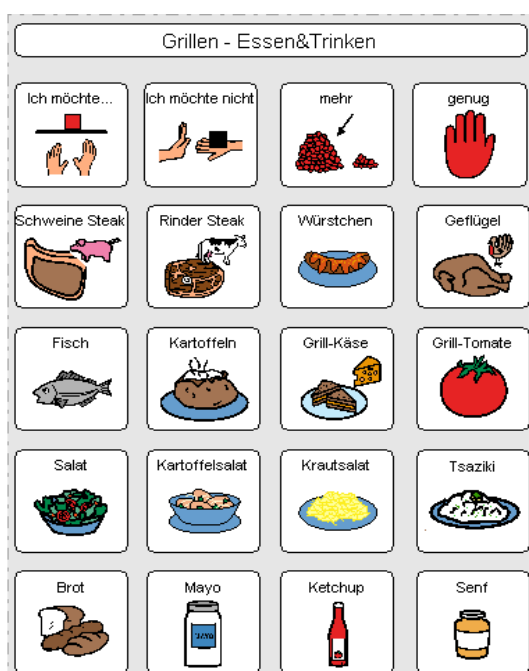 Grillen - Essen&Trinken
Ich möchte...
Ich möchte nicht
mehr
genug
Schweine Steak
Rinder Steak
Würstchen
Geflügel
Fisch
Kartoffeln
Grill-Käse
Grill-Tomate
Salat
Kartoffelsalat
Krautsalat
Tsaziki
Brot
Mayo
Ketchup
Senf
MAYO